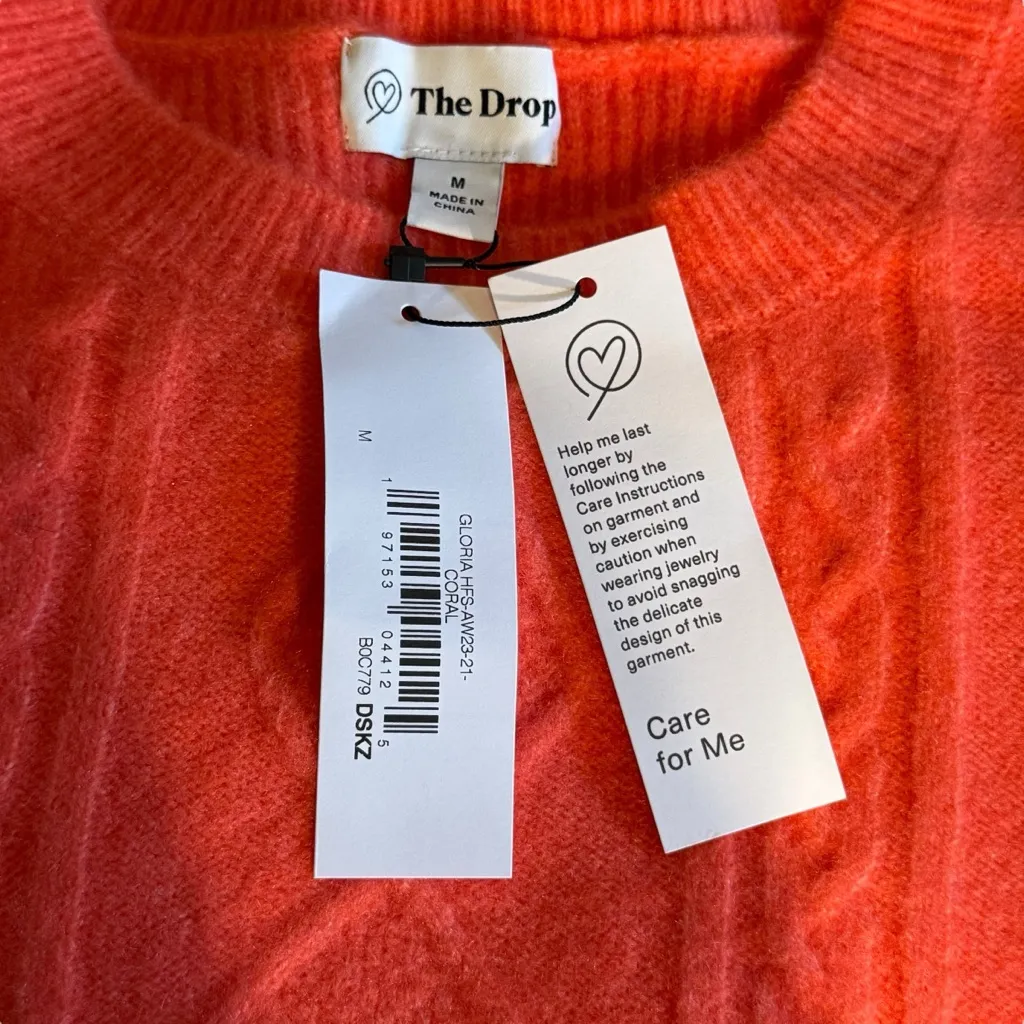 The Drop
M
MADE IN
CHINA
M
1 97153 04412 5
GLORIA HFS-AW23-21-
CORAL
B0C779 DSKZ
Help me last
longer by
following the
Care Instructions
on garment and
by exercising
caution when
wearing jewelry
to avoid snagging
the delicate
design of this
garment.
Care
for Me